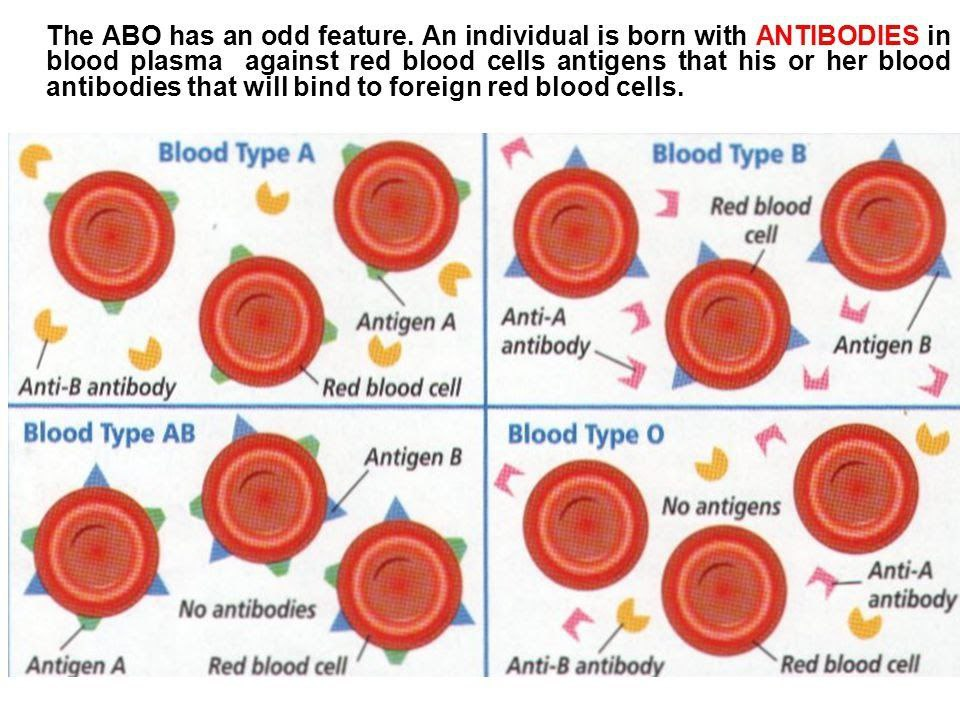 The ABO has an odd feature. An individual is born with ANTIBODIES in
blood plasma against red blood cells antigens that his or her blood
antibodies that will bind to foreign red blood cells.
Blood Type A
Antigen A
Anti-B antibody
Red blood cell
Blood Type B
Red blood
cell
Anti-A
antibody
Antigen B
Blood Type AB
Antigen B
No antibodies
Antigen A
Red blood cell
Blood Type O
No antigens
Anti-A
antibody
Anti-B antibody
Red blood cell